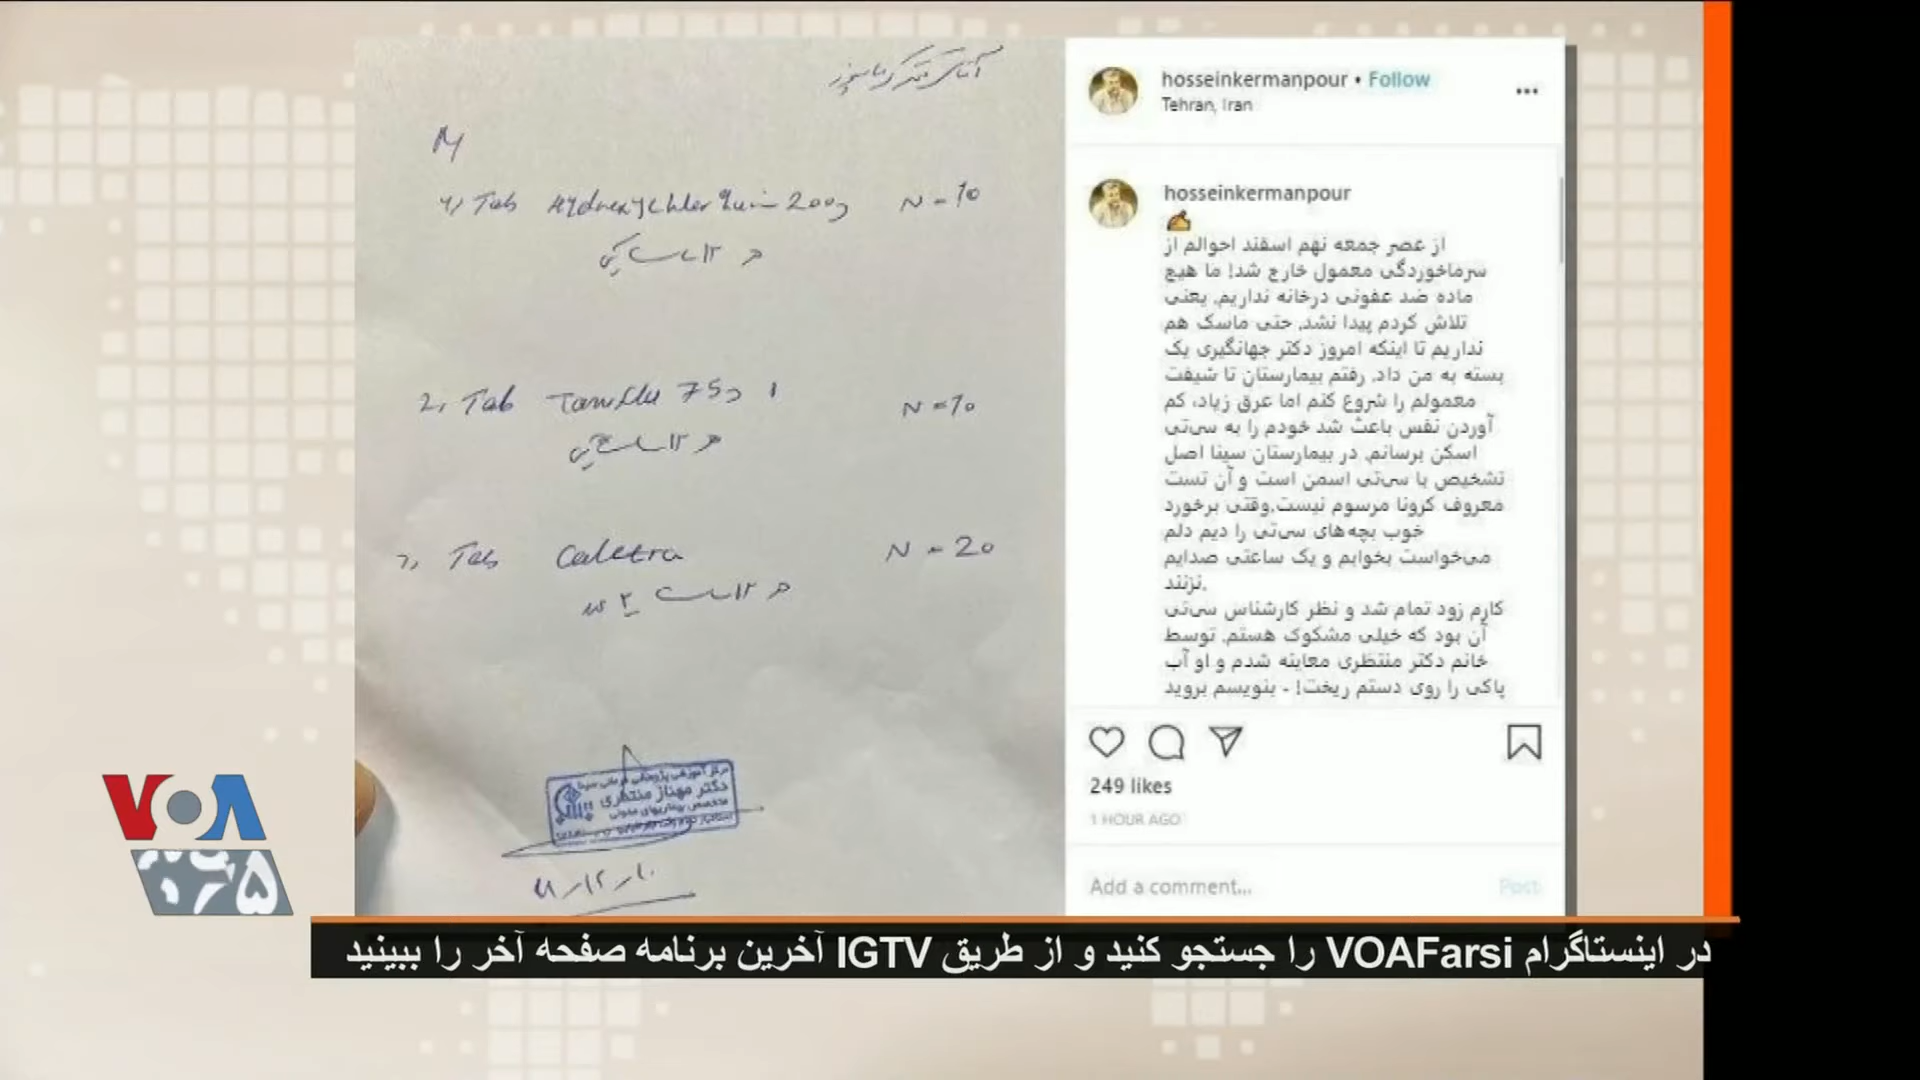 1, Tab Hydroxychlor Quin 200g N = 10
2, Tab Tamiflu 75g N = 10
Tab Caletra N = 20
دکتر مهناز منتظری
hosseinkermanpour • Follow
Tehran, Iran
hosseinkermanpour
✍
از عصر جمعه نهم اسفند احوالم از
سرماخوردگی معمول خارج شد! ما هیچ
ماده ضد عفونی درخانه نداریم. یعنی
تلاش کردم پیدا نشد. حتی ماسک هم
نداریم تا اینکه امروز دکتر جهانگیری یک
بسته به من داد. رفتم بیمارستان تا شیفت
معمولم را شروع کنم اما عرق زیاد، کم
آوردن نفس باعث شد خودم را به سی‌تی
اسکن برسانم. در بیمارستان سینا اصل
تشخیص با سی‌تی اسمن است و آن تست
معروف کرونا مرسوم نیست.وقتی برخورد
خوب بچه‌های سی‌تی را دیم دلم
می‌خواست بخوابم و یک ساعتی صدایم
نزنند.
کارم زود تمام شد و نظر کارشناس سی‌تی
آن بود که خیلی مشکوک هستم. توسط
خانم دکتر منتظری معاینه شدم و او آب
پاکی را روی دستم ریخت! - بنویسم بروید
249 likes
1 HOUR AGO
Add a comment...
Post
VOA
۳۶۵
در اینستاگرام VOAFarsi را جستجو کنید و از طریق IGTV آخرین برنامه صفحه آخر را ببینید